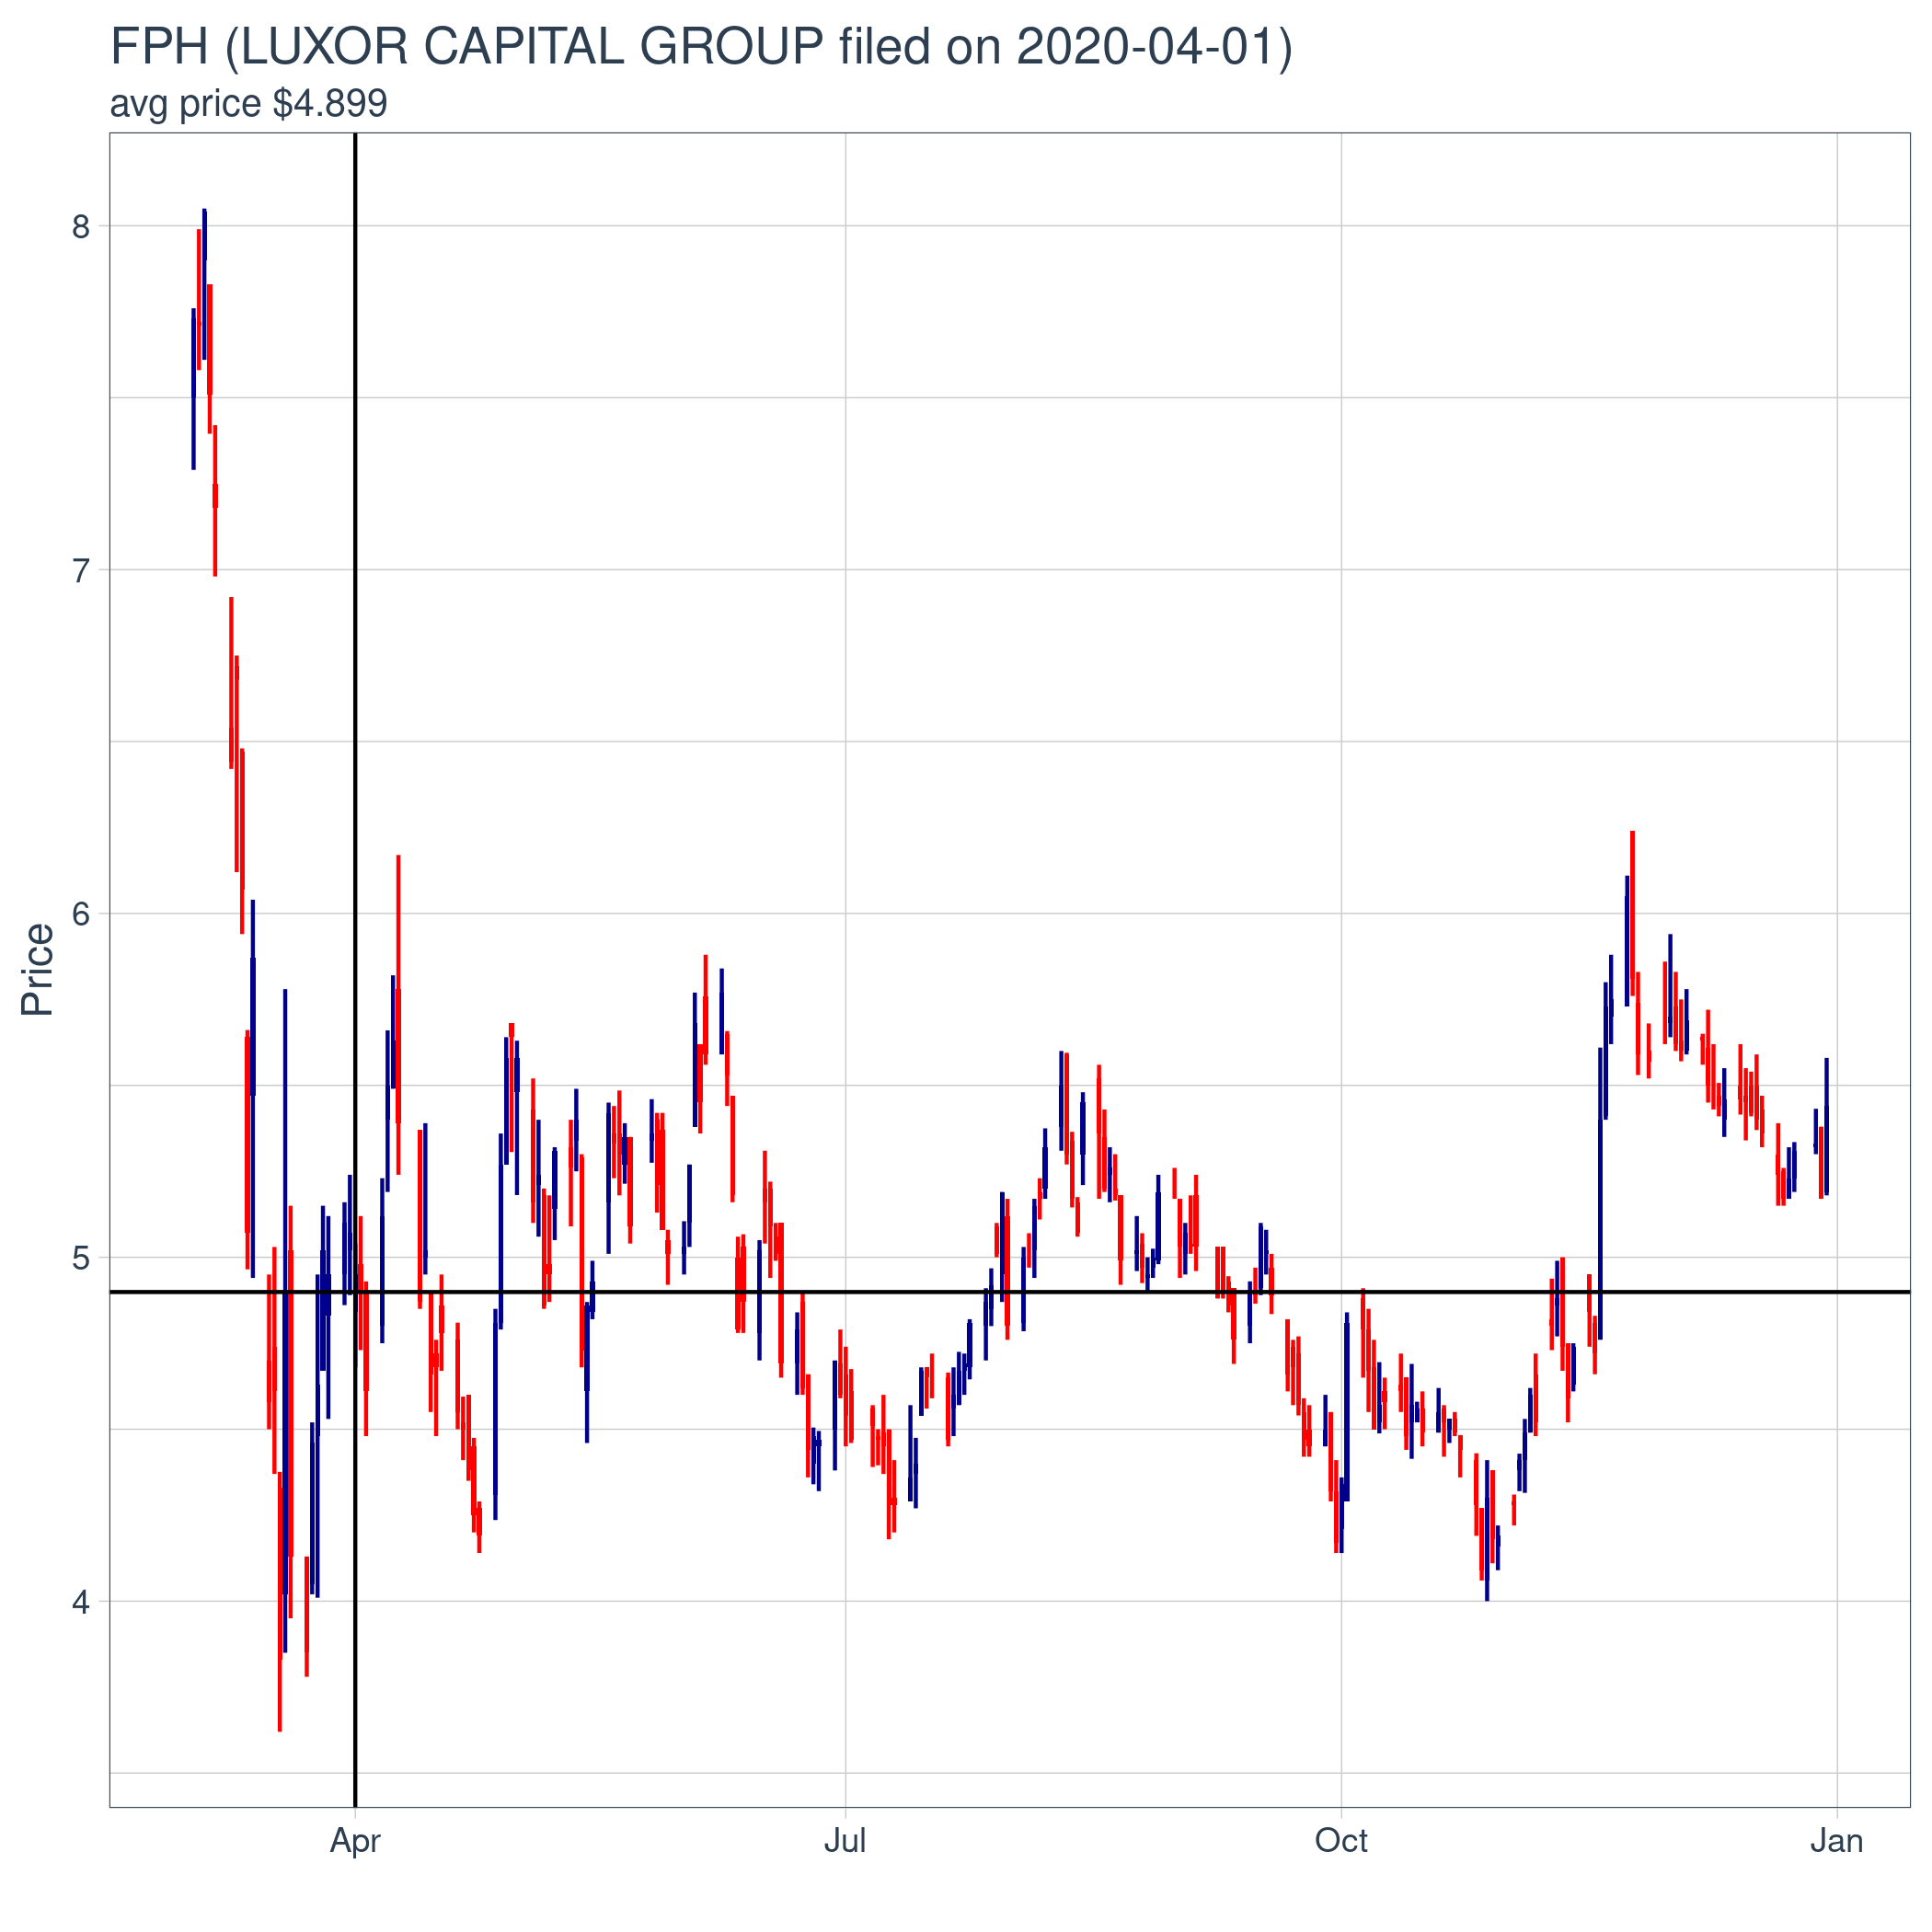 FPH (LUXOR CAPITAL GROUP filed on 2020-04-01)
avg price $4.899
8
7
6
5
4
Price
Apr Jul Oct Jan